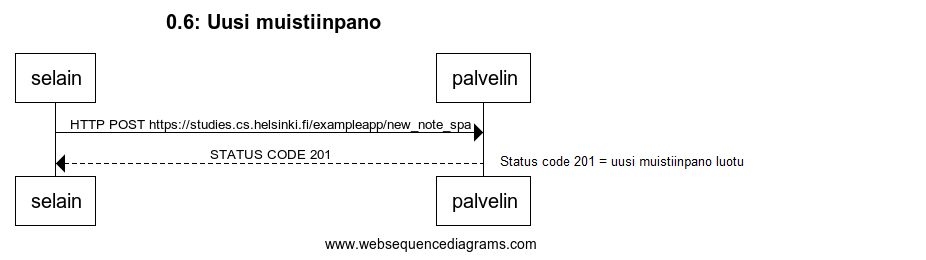 0.6: Uusi muistiinpano
selain
palvelin
HTTP POST https://studies.cs.helsinki.fi/exampleapp/new_note_spa
STATUS CODE 201
Status code 201 = uusi muistiinpano luotu
selain
palvelin
www.websequencediagrams.com